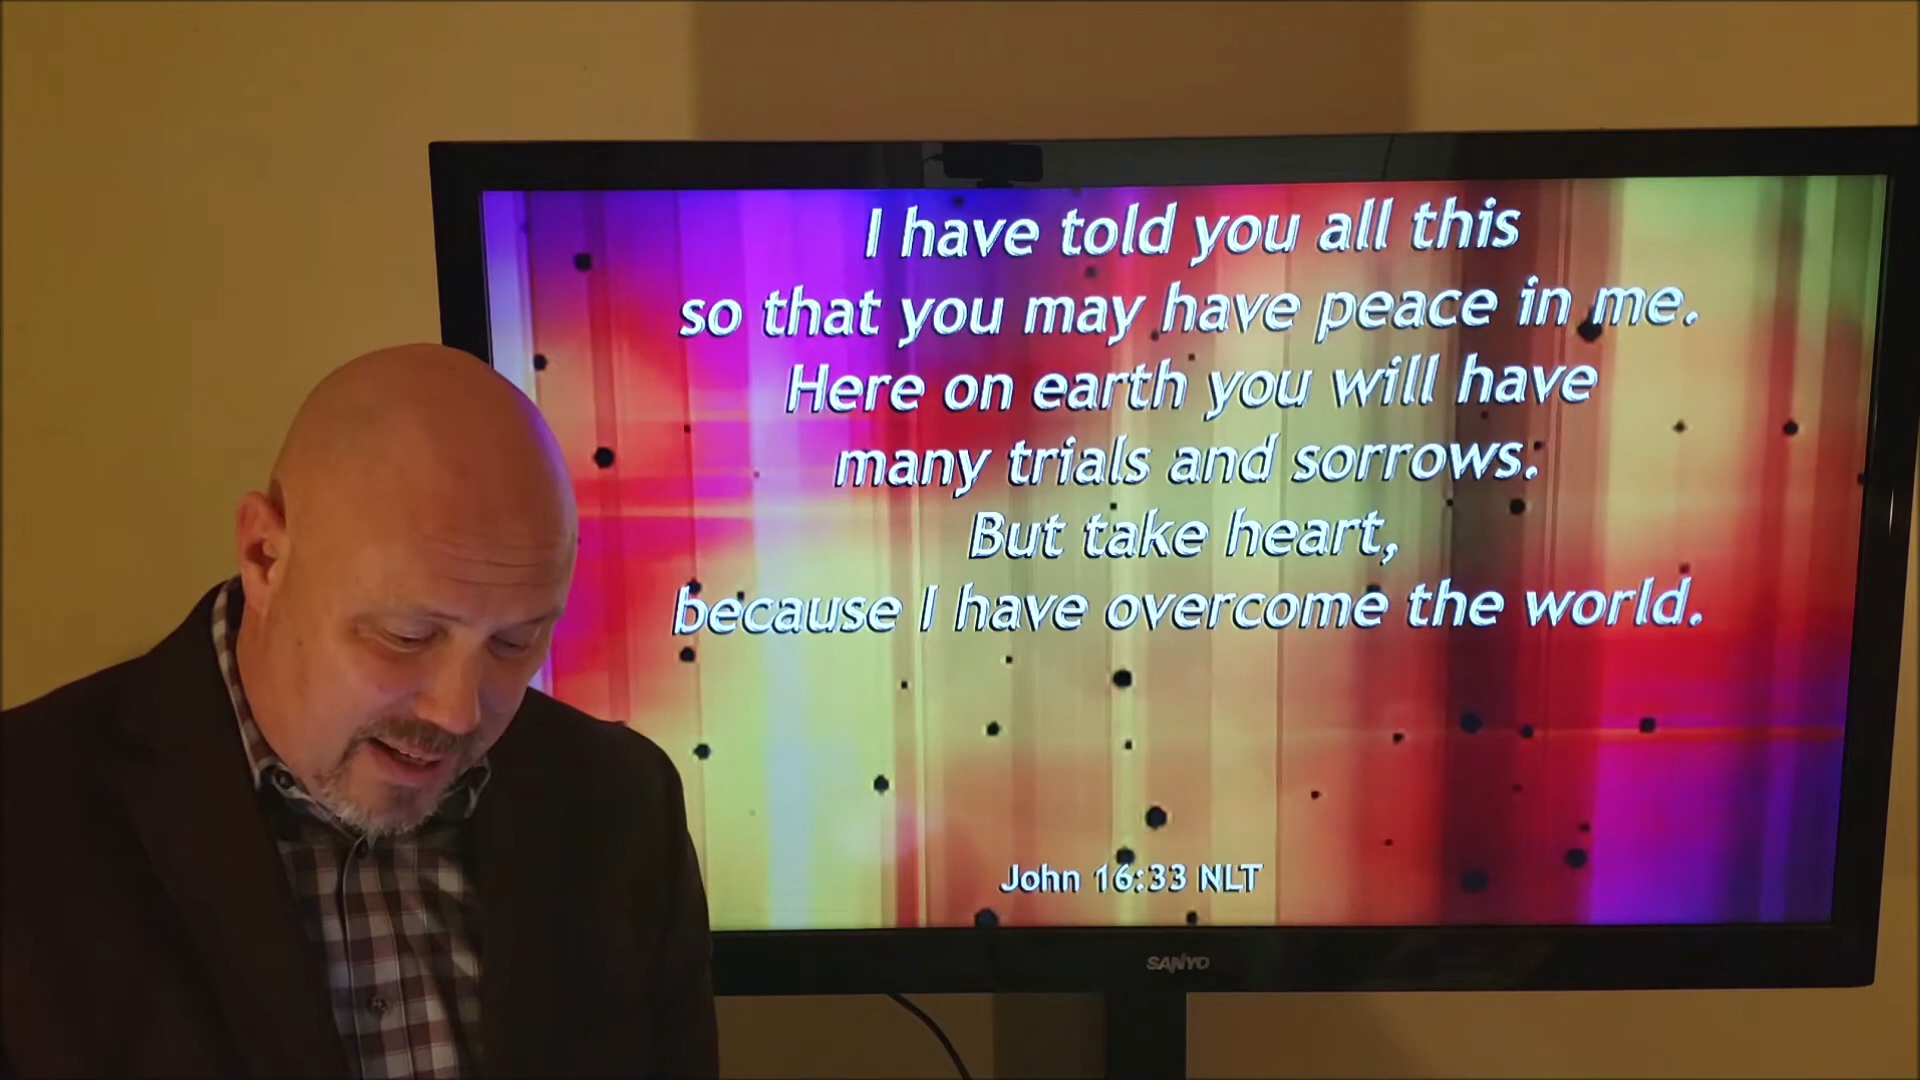 I have told you all this
so that you may have peace in me.
Here on earth you will have
many trials and sorrows.
But take heart,
because I have overcome the world.
John 16:33 NLT
SANYO